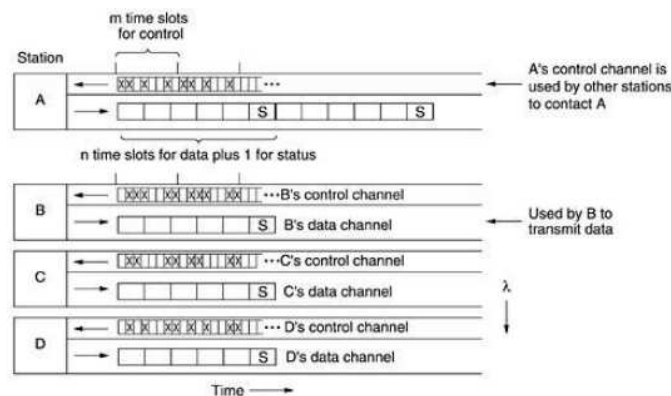 m time slots
for control
Station
A
A's control channel is
used by other stations
to contact A
S
S
n time slots for data plus 1 for status
B
B's control channel
S
B's data channel
Used by B to
transmit data
C
C's control channel
S
C's data channel
λ
D
D's control channel
S
D's data channel
Time